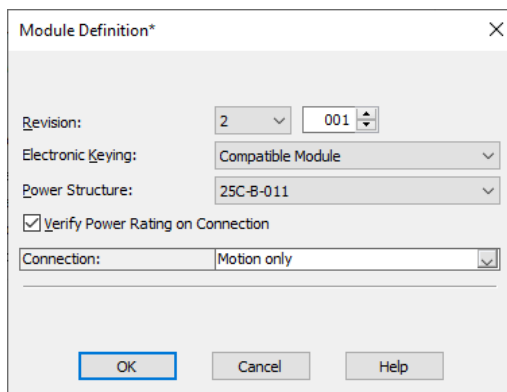 Module Definition*
Revision: 2 001
Electronic Keying: Compatible Module
Power Structure: 25C-B-011
Verify Power Rating on Connection
Connection: Motion only
OK Cancel Help